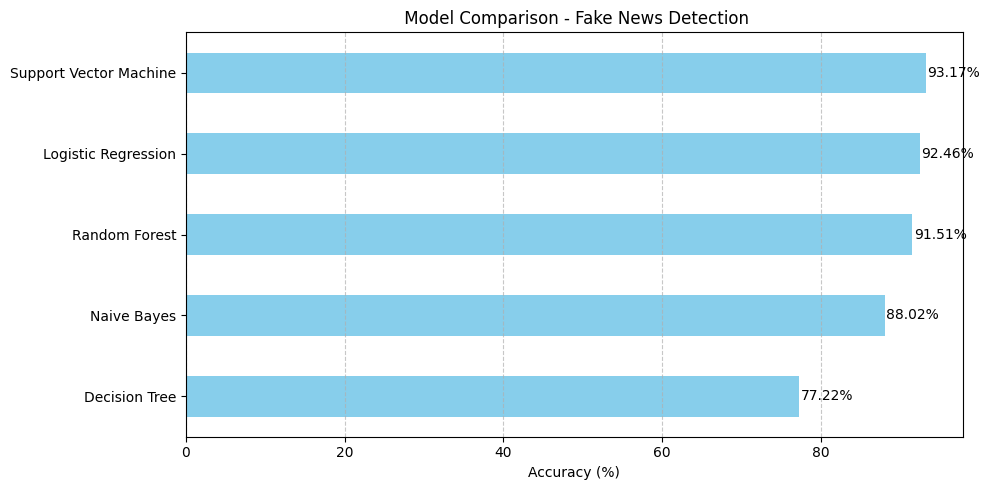 Model Comparison - Fake News Detection
Support Vector Machine 93.17%
Logistic Regression 92.46%
Random Forest 91.51%
Naive Bayes 88.02%
Decision Tree 77.22%
0 20 40 60 80
Accuracy (%)